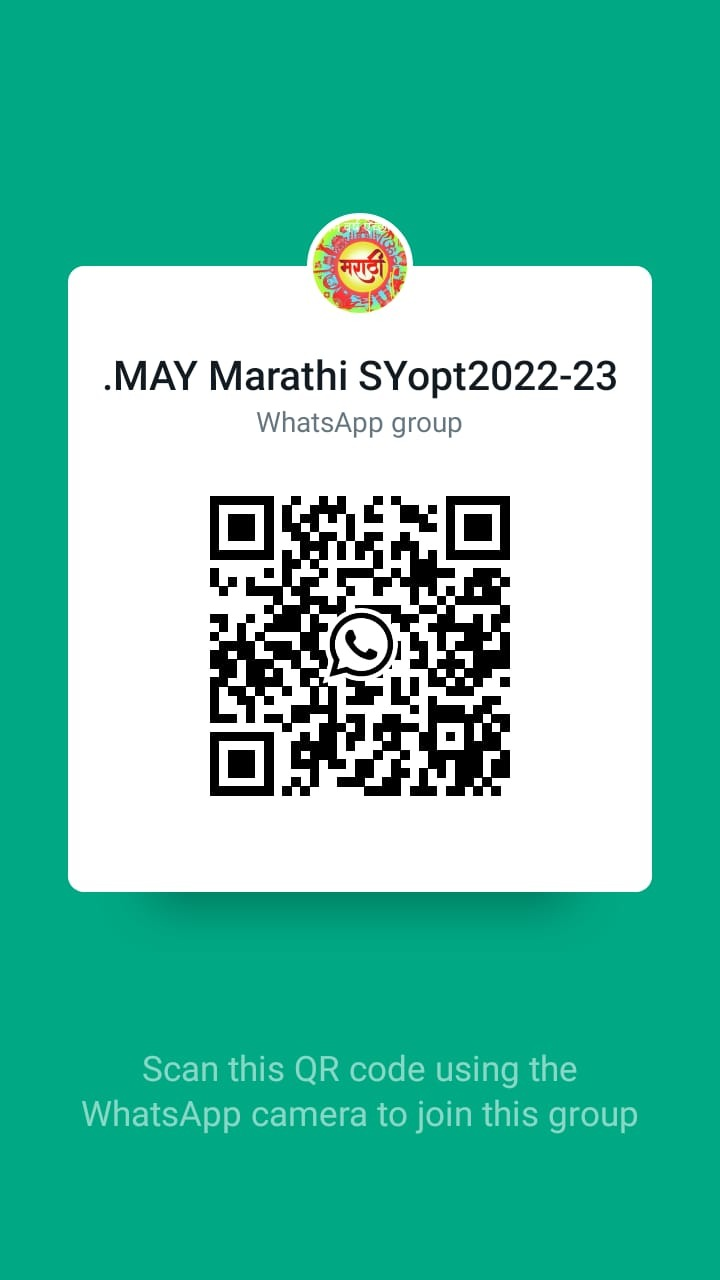 मराठी
.MAY Marathi SYopt2022-23
WhatsApp group
Scan this QR code using the
WhatsApp camera to join this group